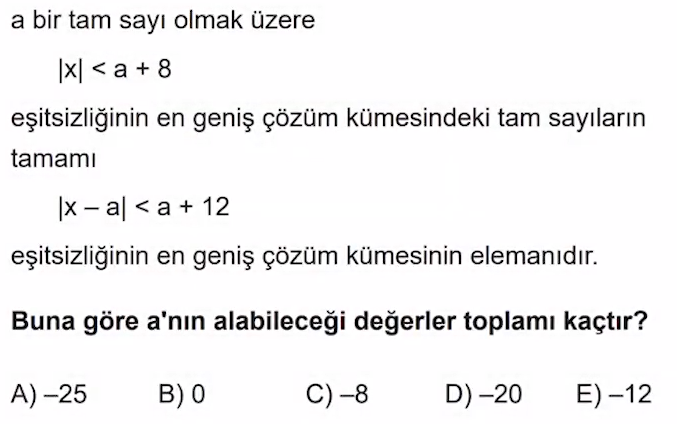 a bir tam sayı olmak üzere
|x| < a + 8
eşitsizliğinin en geniş çözüm kümesindeki tam sayıların
tamamı
|x – a| < a + 12
eşitsizliğinin en geniş çözüm kümesinin elemanıdır.
Buna göre a'nın alabileceği değerler toplamı kaçtır?
A) –25 B) 0 C) –8 D) –20 E) –12